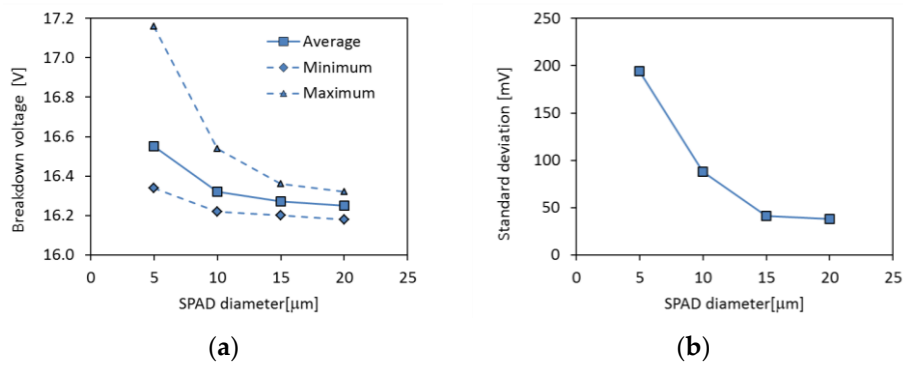 17.2
17.0
16.8
16.6
16.4
16.2
16.0
Breakdown voltage [V]
Average
Minimum
Maximum
0 5 10 15 20 25
SPAD diameter[μm]
(a)
250
200
150
100
50
0
Standard deviation [mV]
0 5 10 15 20 25
SPAD diameter[μm]
(b)